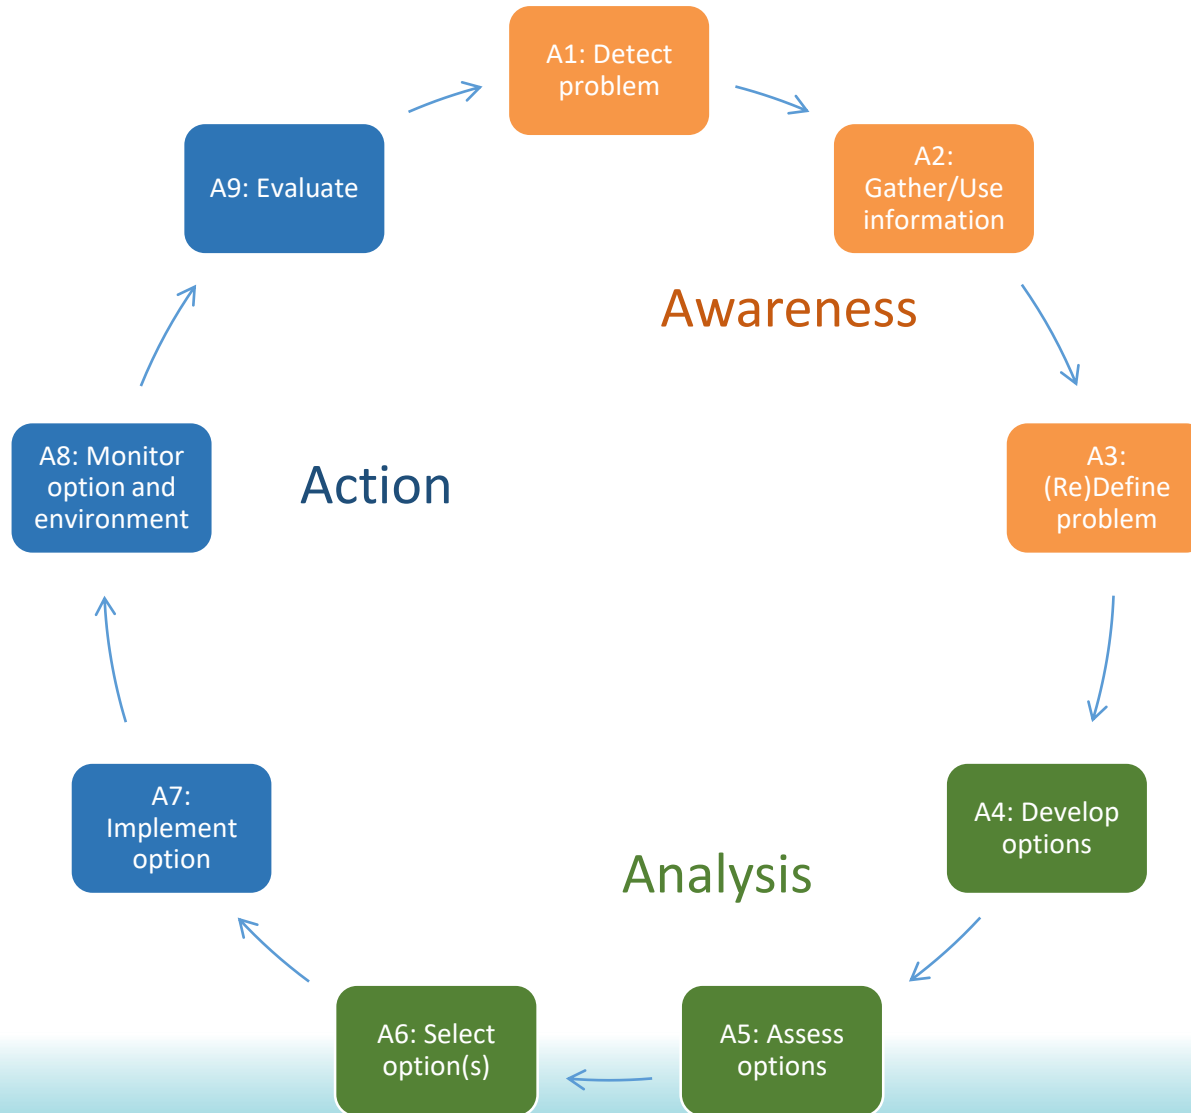 A1: Detect
problem
A2:
Gather/Use
information
Awareness
A3:
(Re)Define
problem
A4: Develop
options
Analysis
A5: Assess
options
A6: Select
option(s)
A7:
Implement
option
A8: Monitor
option and
environment
Action
A9: Evaluate